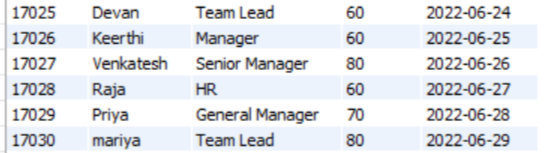 17025 Devan Team Lead 60 2022-06-24
17026 Keerthi Manager 60 2022-06-25
17027 Venkatesh Senior Manager 80 2022-06-26
17028 Raja HR 60 2022-06-27
17029 Priya General Manager 70 2022-06-28
17030 mariya Team Lead 80 2022-06-29